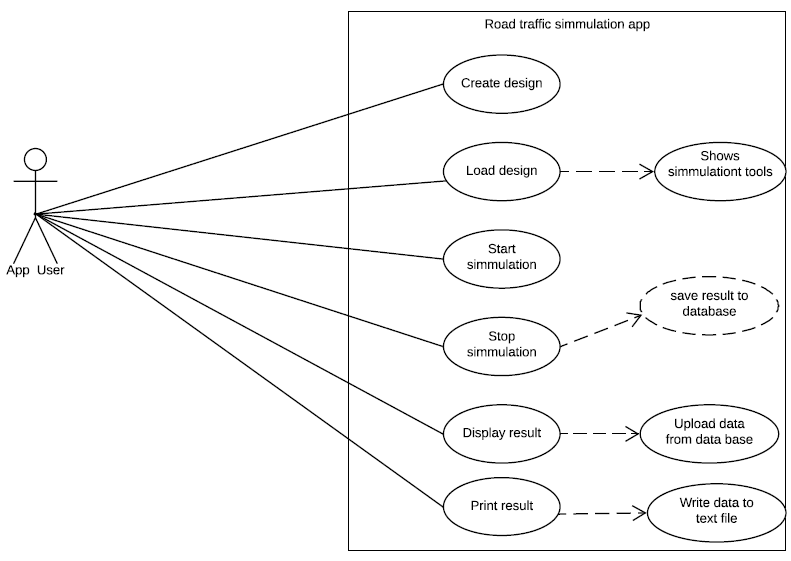 Road traffic simmulation app
Create design
Load design
Shows
simmulationt tools
Start
simmulation
save result to
database
Stop
simmulation
Display result
Upload data
from data base
Print result
Write data to
text file
App User